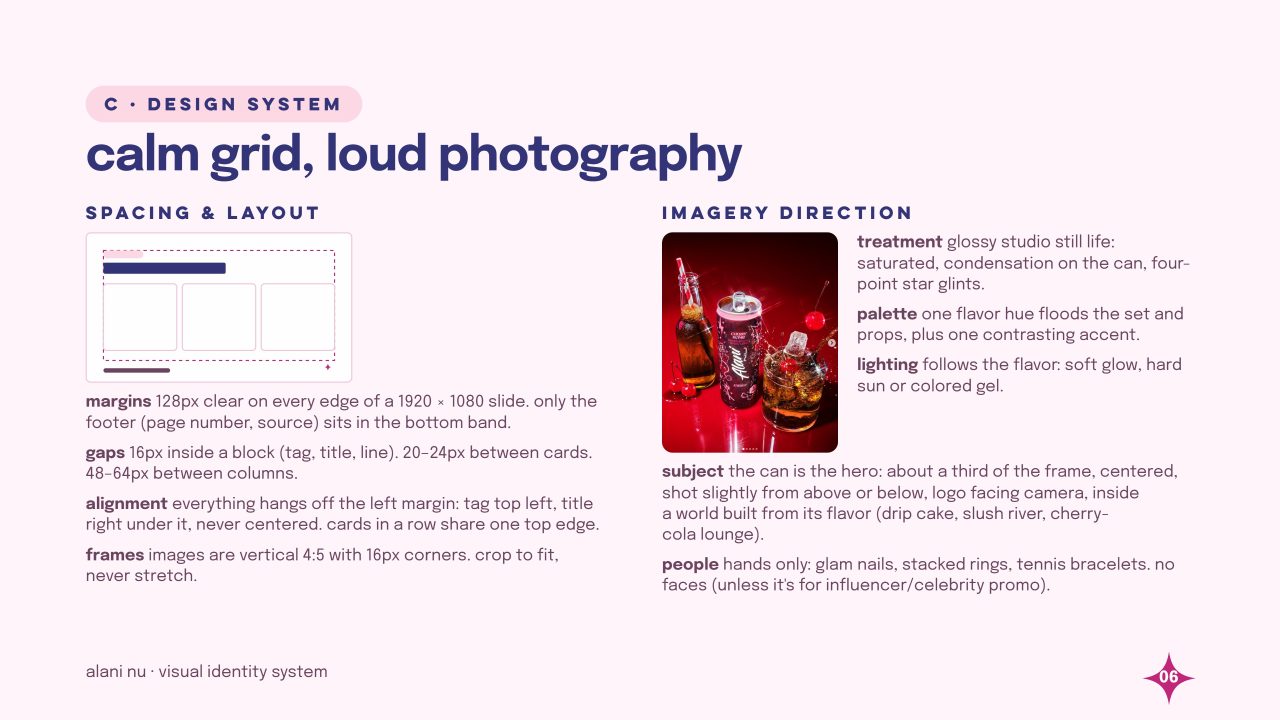 C · DESIGN SYSTEM
calm grid, loud photography
SPACING & LAYOUT
margins 128px clear on every edge of a 1920 × 1080 slide. only the
footer (page number, source) sits in the bottom band.
gaps 16px inside a block (tag, title, line). 20–24px between cards.
48–64px between columns.
alignment everything hangs off the left margin: tag top left, title
right under it, never centered. cards in a row share one top edge.
frames images are vertical 4:5 with 16px corners. crop to fit,
never stretch.
IMAGERY DIRECTION
Alani
treatment glossy studio still life:
saturated, condensation on the can, four-
point star glints.
palette one flavor hue floods the set and
props, plus one contrasting accent.
lighting follows the flavor: soft glow, hard
sun or colored gel.
subject the can is the hero: about a third of the frame, centered,
shot slightly from above or below, logo facing camera, inside
a world built from its flavor (drip cake, slush river, cherry-
cola lounge).
people hands only: glam nails, stacked rings, tennis bracelets. no
faces (unless it's for influencer/celebrity promo).
alani nu · visual identity system
06